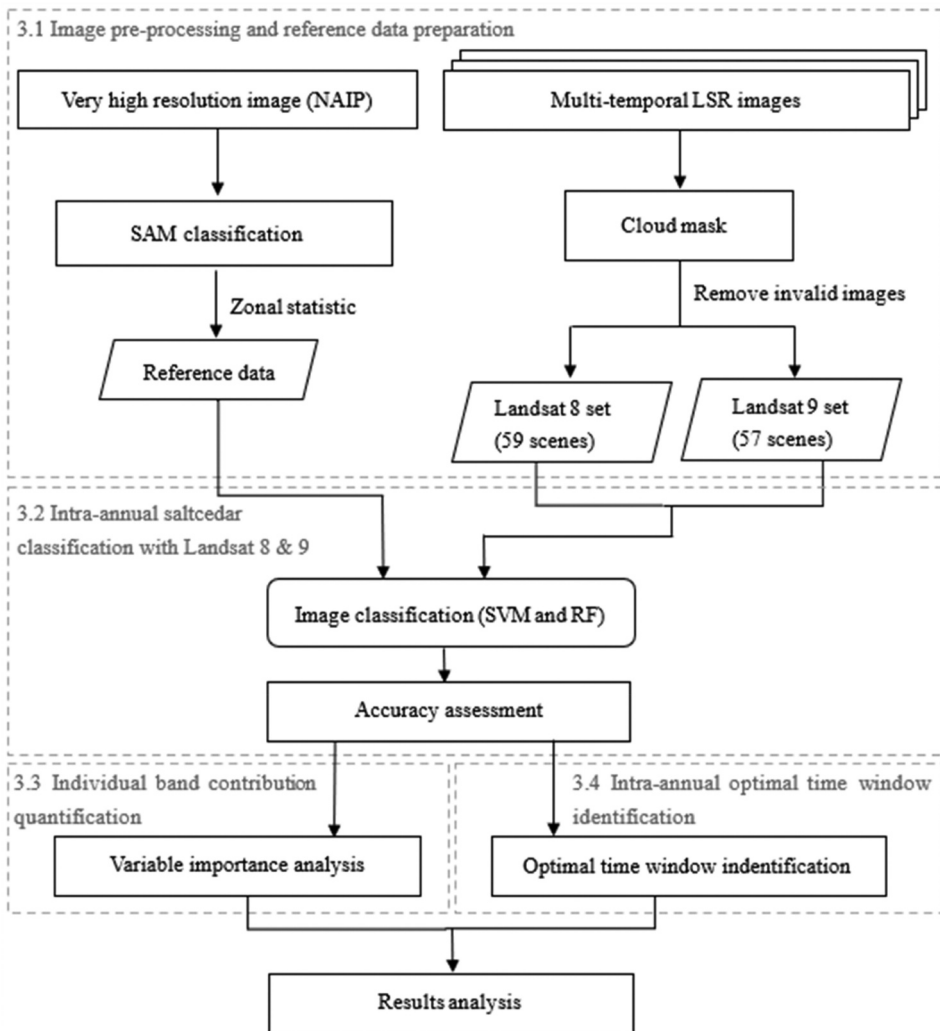 3.1 Image pre-processing and reference data preparation
Very high resolution image (NAIP)
Multi-temporal LSR images
SAM classification
Cloud mask
Zonal statistic
Remove invalid images
Reference data
Landsat 8 set
(59 scenes)
Landsat 9 set
(57 scenes)
3.2 Intra-annual saltcedar
classification with Landsat 8 & 9
Image classification (SVM and RF)
Accuracy assessment
3.3 Individual band contribution
quantification
3.4 Intra-annual optimal time window
identification
Variable importance analysis
Optimal time window indentification
Results analysis